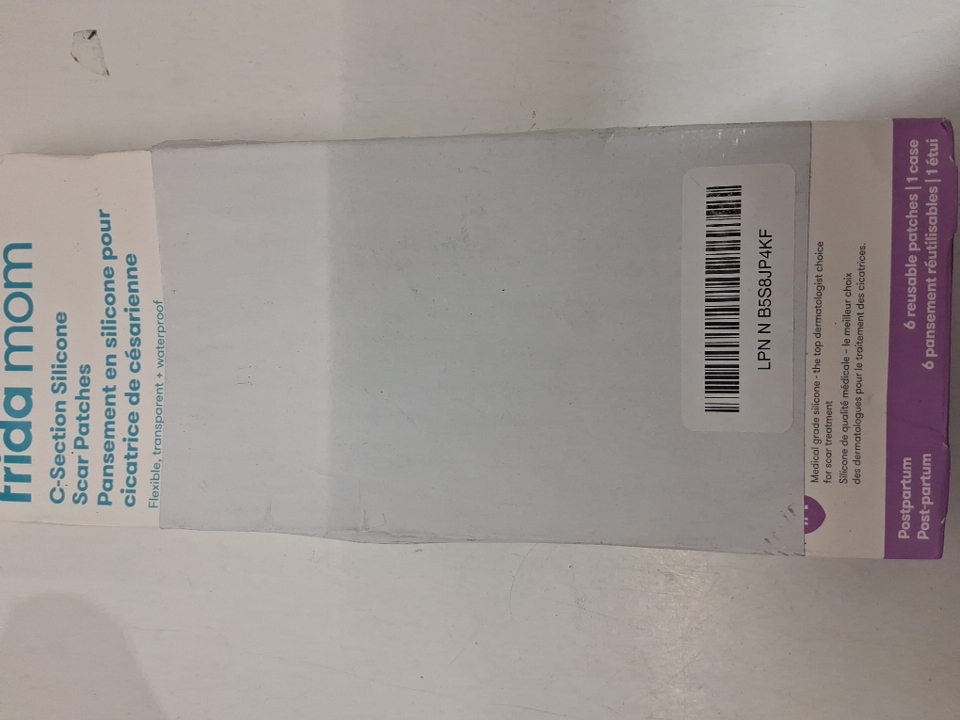 frida mom
C-Section Silicone
Scar Patches
Pansement en silicone pour
cicatrice de césarienne
Flexible, transparent + waterproof
LPN N B5S8JP4KF
Medical grade silicone - the top dermatologist choice
for scar treatment
Silicone de qualité médicale – le meilleur choix
des dermatologues pour le traitement des cicatrices.
Postpartum
Post-partum
6 reusable patches | 1 case
6 pansement réutilisables | 1 étui